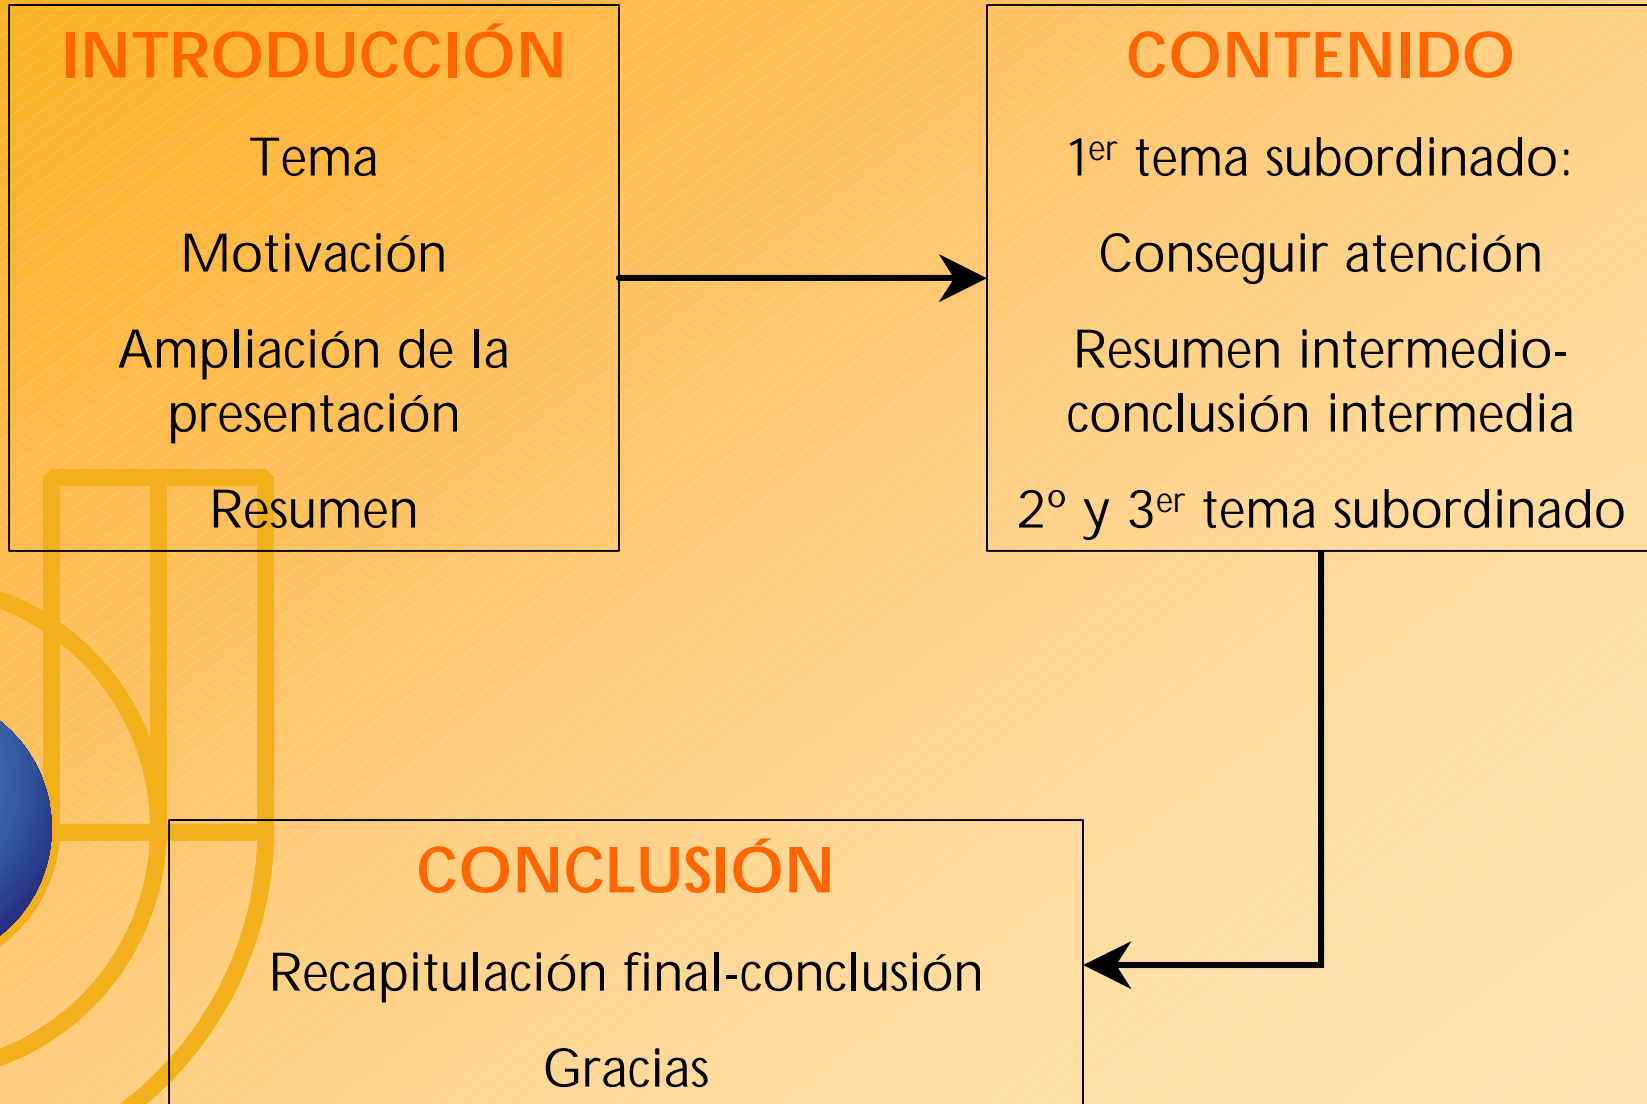 INTRODUCCIÓN
Tema
Motivación
Ampliación de la
presentación
Resumen
CONTENIDO
1er tema subordinado:
Conseguir atención
Resumen intermedio-
conclusión intermedia
2º y 3er tema subordinado
CONCLUSIÓN
Recapitulación final-conclusión
Gracias